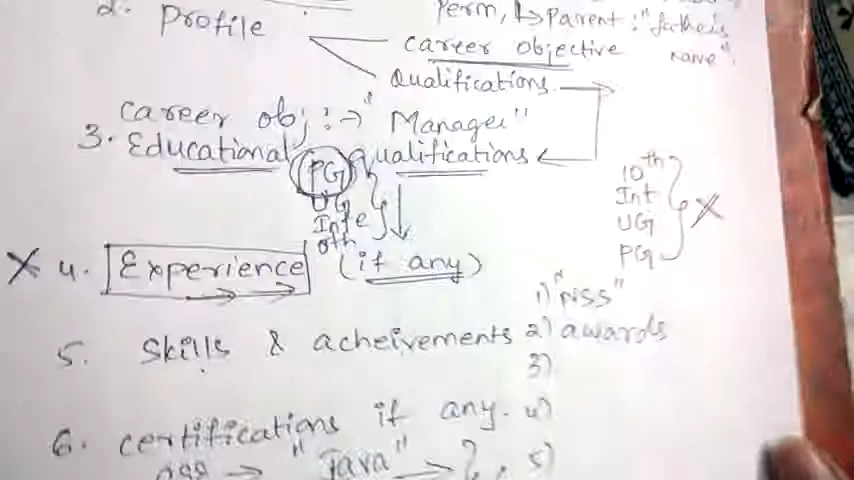 2. Profile
Perm, ↳ Parent : "father's name".
career objective
Qualifications
career obj :→ "Manager"
3. Educational Qualifications
PG
UG
Inte
10th
10th
Int
UG
PG
X
X 4. Experience (if any)
5. Skills & acheivements
1) "NSS"
2) awards
3)
4)
5)
6. certifications if any.
"Java" →